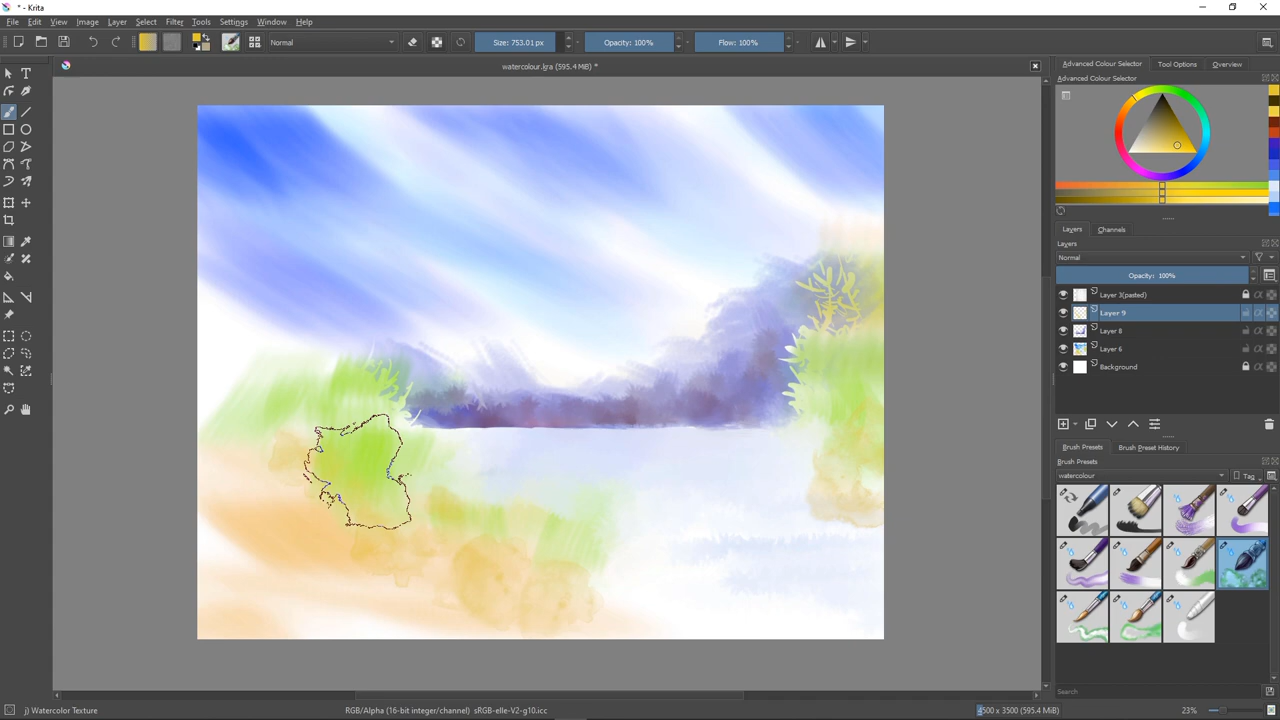 * - Krita
File Edit View Image Layer Select Filter Tools Settings Window Help
Normal Size: 753.01 px Opacity: 100% Flow: 100%
watercolour.kra (595.4 MiB) *
Advanced Colour Selector Tool Options Overview
Advanced Colour Selector
Layers Channels
Layers
Normal
Opacity: 100%
Layer 3(pasted)
Layer 9
Layer 8
Layer 6
Background
Brush Presets Brush Preset History
Brush Presets
watercolour Tag
Search
j) Watercolor Texture RGB/Alpha (16-bit integer/channel) sRGB-elle-V2-g10.icc 4500 x 3500 (595.4 MiB) 23%